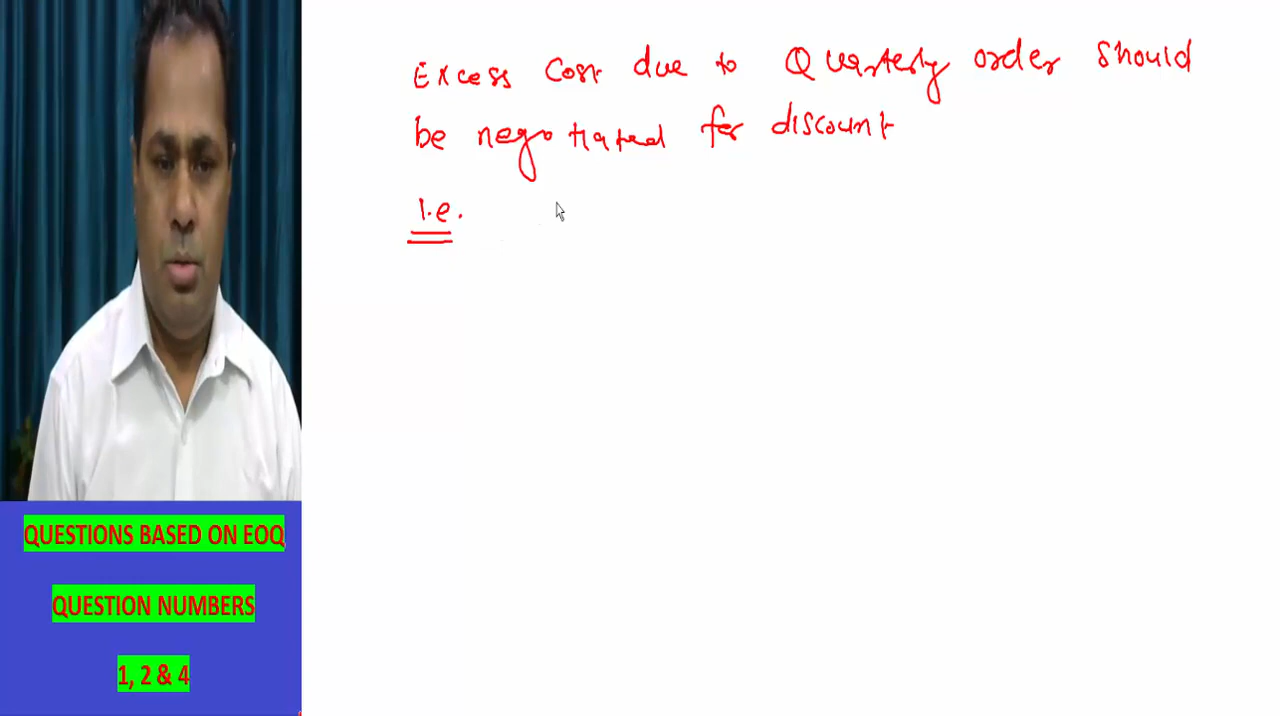 Excess Cost due to Quarterly order should
be negotiated for discount
i.e.
QUESTIONS BASED ON EOQ
QUESTION NUMBERS
1, 2 & 4